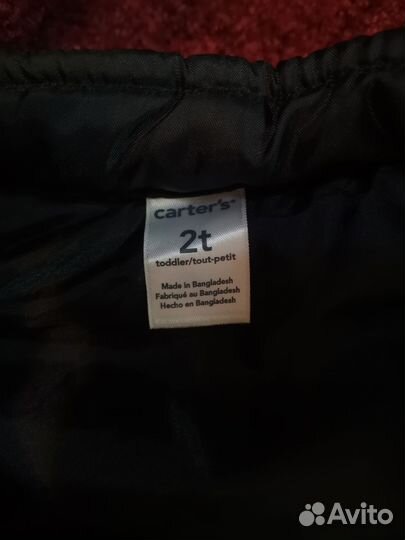 carter's®
2t
toddler/tout-petit
Made in Bangladesh
Fabriqué au Bangladesh
Hecho en Bangladesh
Avito